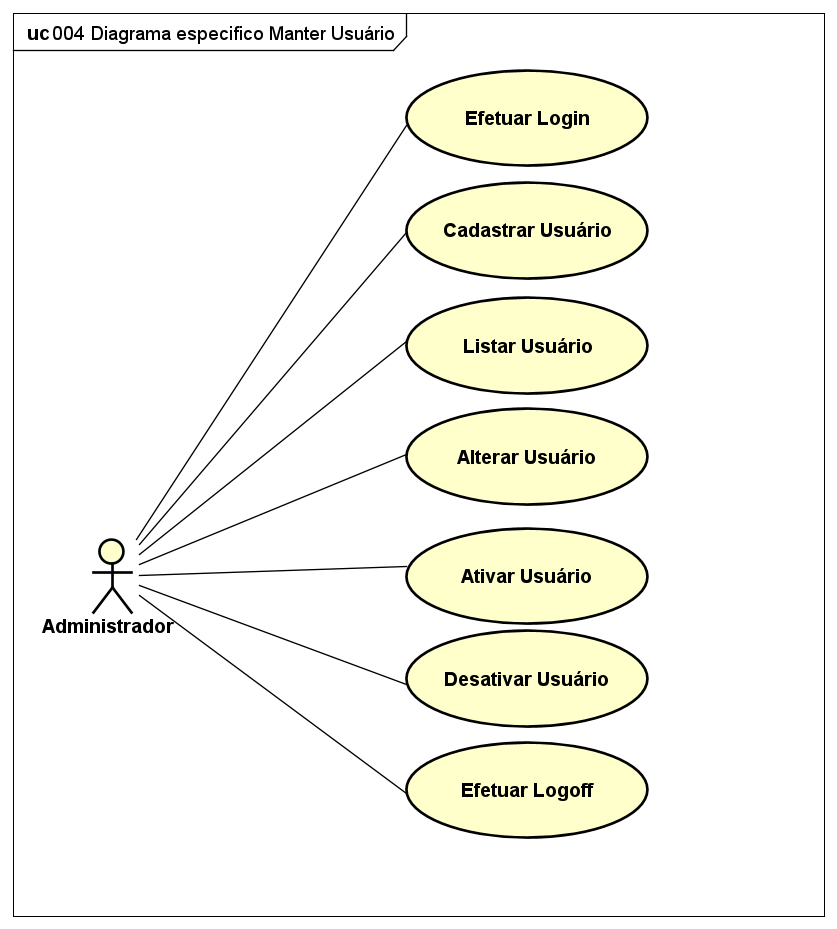 uc 004 Diagrama especifico Manter Usuário
Efetuar Login
Cadastrar Usuário
Listar Usuário
Alterar Usuário
Ativar Usuário
Administrador
Desativar Usuário
Efetuar Logoff